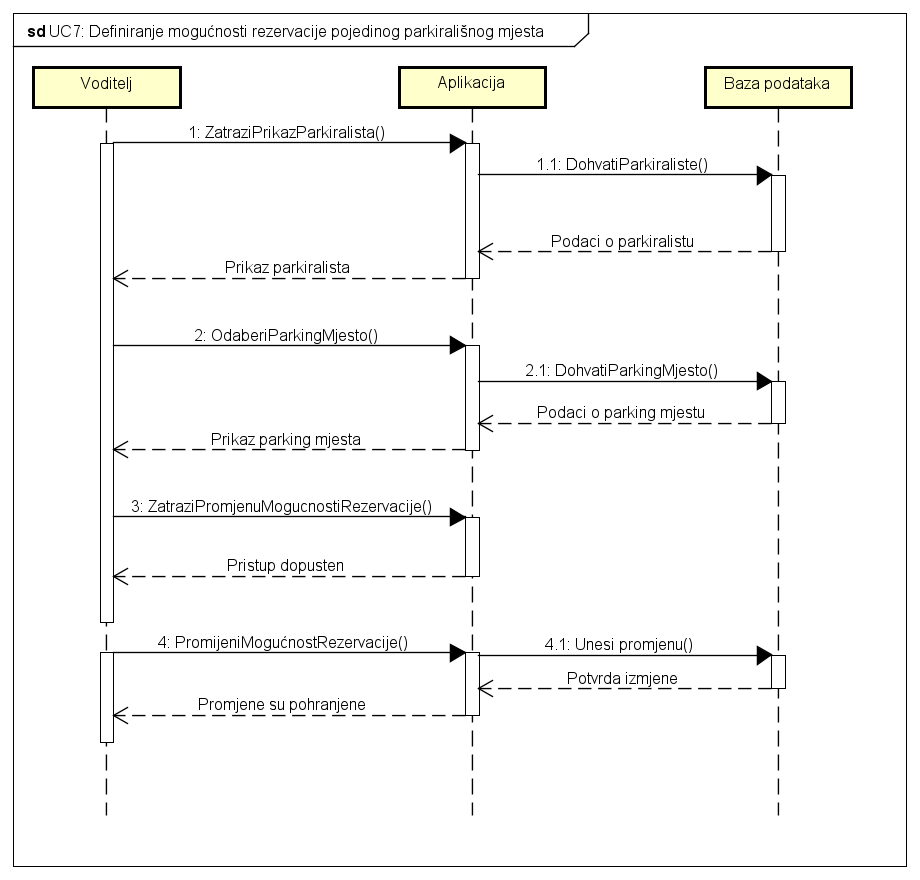 sd UC7: Definiranje mogućnosti rezervacije pojedinog parkirališnog mjesta
Voditelj
Aplikacija
Baza podataka
1: ZatraziPrikazParkiralista()
1.1: DohvatiParkiraliste()
Podaci o parkiralistu
Prikaz parkiralista
2: OdaberiParkingMjesto()
2.1: DohvatiParkingMjesto()
Podaci o parking mjestu
Prikaz parking mjesta
3: ZatraziPromjenuMogucnostiRezervacije()
Pristup dopusten
4: PromijeniMogućnostRezervacije()
4.1: Unesi promjenu()
Potvrda izmjene
Promjene su pohranjene